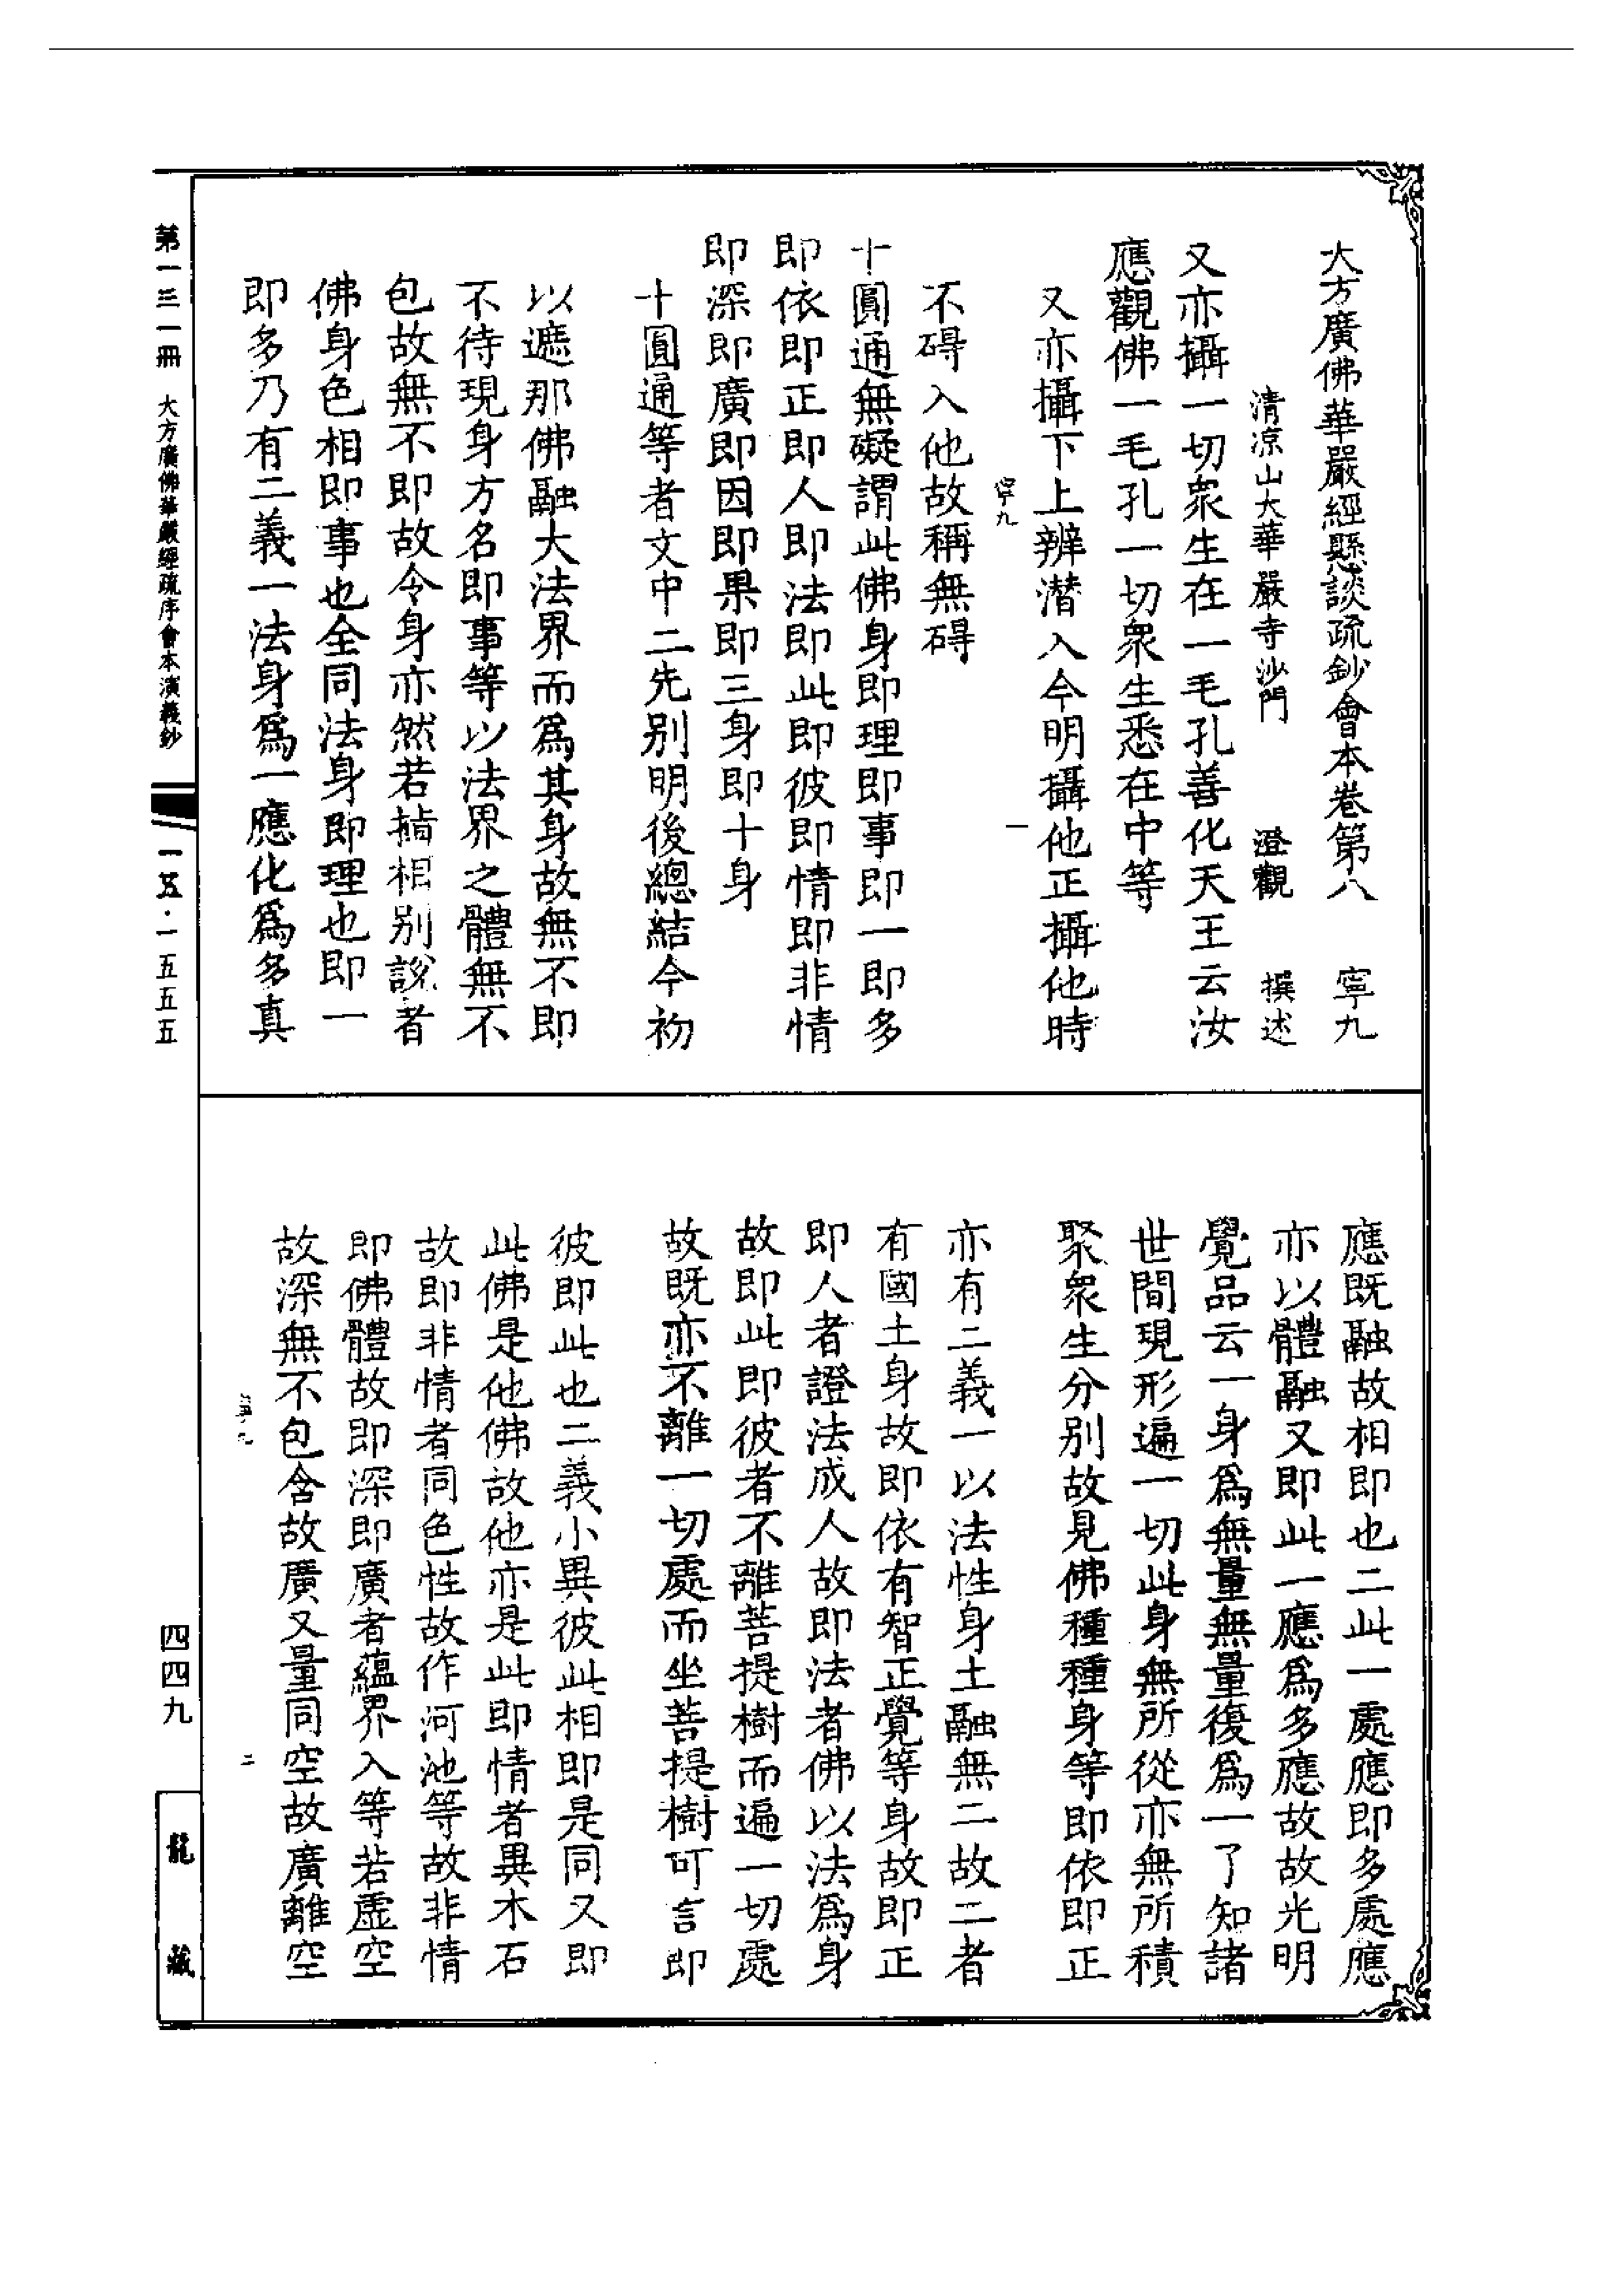 大方廣佛華嚴經懸談疏鈔會本卷第八　寧九
清凉山大華嚴寺沙門　澄觀　撰述
又亦攝一切衆生在一毛孔善化天王云汝
應觀佛一毛孔一切衆生悉在中等
又亦攝下上辨潜入今明攝他正攝他時
寧九　一
不碍入他故稱無碍
十圓通無礙謂此佛身即理即事即一即多
即依即正即人即法即此即彼即情即非情
即深即廣即因即果即三身即十身
十圓通等者文中二先别明後總結今初
以遮那佛融大法界而爲其身故無不即
不待現身方名即事等以法界之體無不
包故無不即故令身亦然若揗相别說者
佛身色相即事也全同法身即理也即一
即多乃有二義一法身爲一應化爲多真
應既融故相即也二此一處應即多處應
亦以體融又即此一應爲多應故故光明
覺品云一身爲無量無量復爲一了知諸
世間現形遍一切此身無所從亦無所積
聚衆生分别故見佛種種身等即依即正
亦有二義一以法性身土融無二故二者
有國土身故即依有智正覺等身故即正
即人者證法成人故即法者佛以法爲身
故即此即彼者不離菩提樹而遍一切處
故既亦不離一切處而坐菩提樹可言即
彼即此也二義小異彼此相即是同又即
此佛是他佛故他亦是此即情者異木石
故即非情者同色性故作河池等故非情
即佛體故即深即廣者蘊界入等若虛空
故深無不包含故廣又量同空故廣離空
寧九　二
第一三一冊　大方廣佛華嚴經疏序會本演義鈔
一五·一五五五
四四九
龍藏